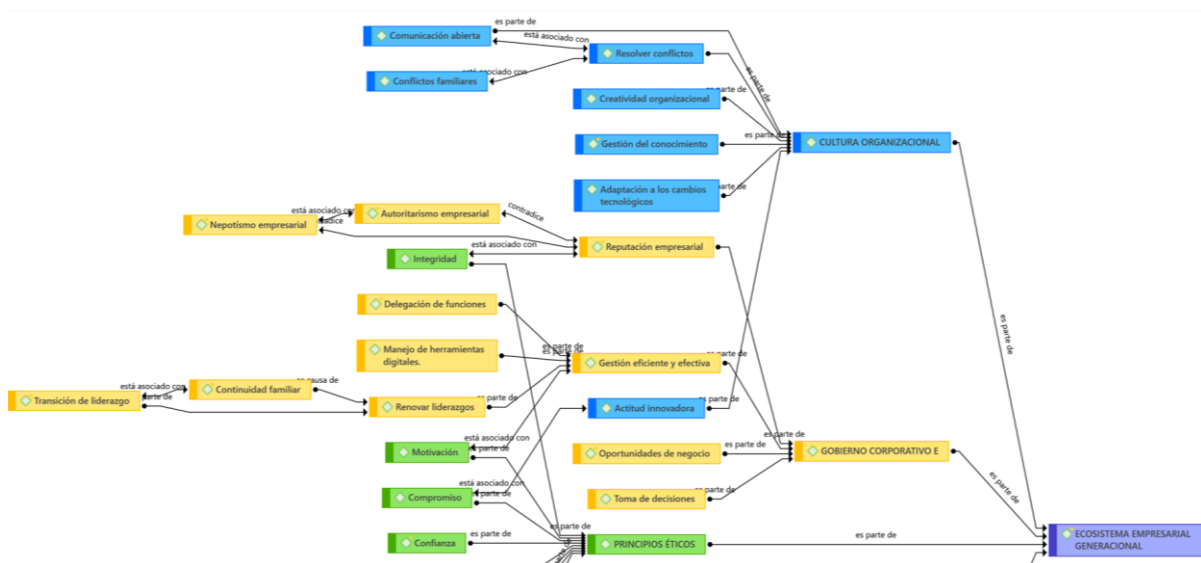 es parte de
Comunicación abierta
está asociado con
Resolver conflictos
está asociado con
Conflictos familiares
es parte de
es parte de
Creatividad organizacional
es parte de
Gestión del conocimiento
es parte de
CULTURA ORGANIZACIONAL
Adaptación a los cambios
tecnológicos
es parte de
está asociado con
Autoritarismo empresarial
contradice
Nepotismo empresarial
contradice
Reputación empresarial
está asociado con
Integridad
Delegación de funciones
es parte de
es parte de
es parte de
Manejo de herramientas
digitales.
Gestión eficiente y efectiva
es parte de
está asociado con
Continuidad familiar
es causa de
Transición de liderazgo
es parte de
Renovar liderazgos
es parte de
Actitud innovadora
está asociado con
es parte de
Motivación
es parte de
es parte de
Oportunidades de negocio
GOBIERNO CORPORATIVO E
es parte de
está asociado con
Compromiso
es parte de
Toma de decisiones
es parte de
es parte de
es parte de
Confianza
es parte de
PRINCIPIOS ÉTICOS
es parte de
ECOSISTEMA EMPRESARIAL
GENERACIONAL